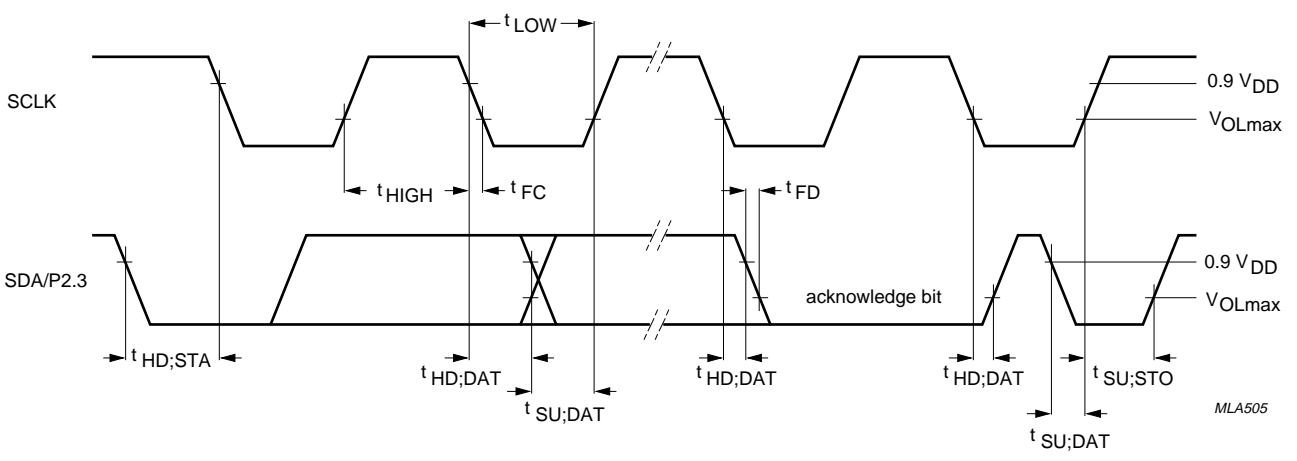 t LOW
0.9 VDD
SCLK
VOLmax
t HIGH
t FC
t FD
0.9 VDD
SDA/P2.3
acknowledge bit
VOLmax
t HD;STA
t HD;DAT
t HD;DAT
t HD;DAT
t SU;STO
t SU;DAT
MLA505
t SU;DAT